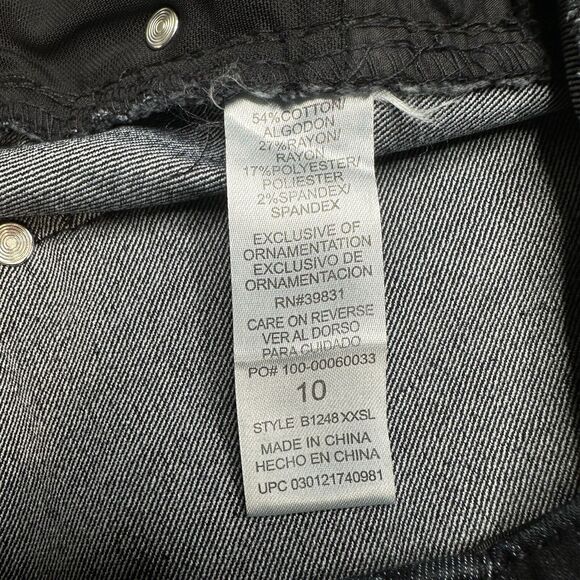 54%COTTON/
ALGODON
27%RAYON/
RAYON
17%POLYESTER/
POLIESTER
2%SPANDEX/
SPANDEX
EXCLUSIVE OF
ORNAMENTATION
EXCLUSIVO DE
ORNAMENTACION
RN#39831
CARE ON REVERSE
VER AL DORSO
PARA CUIDADO
PO# 100-00060033
10
STYLE B1248XXSL
MADE IN CHINA
HECHO EN CHINA
UPC 030121740981